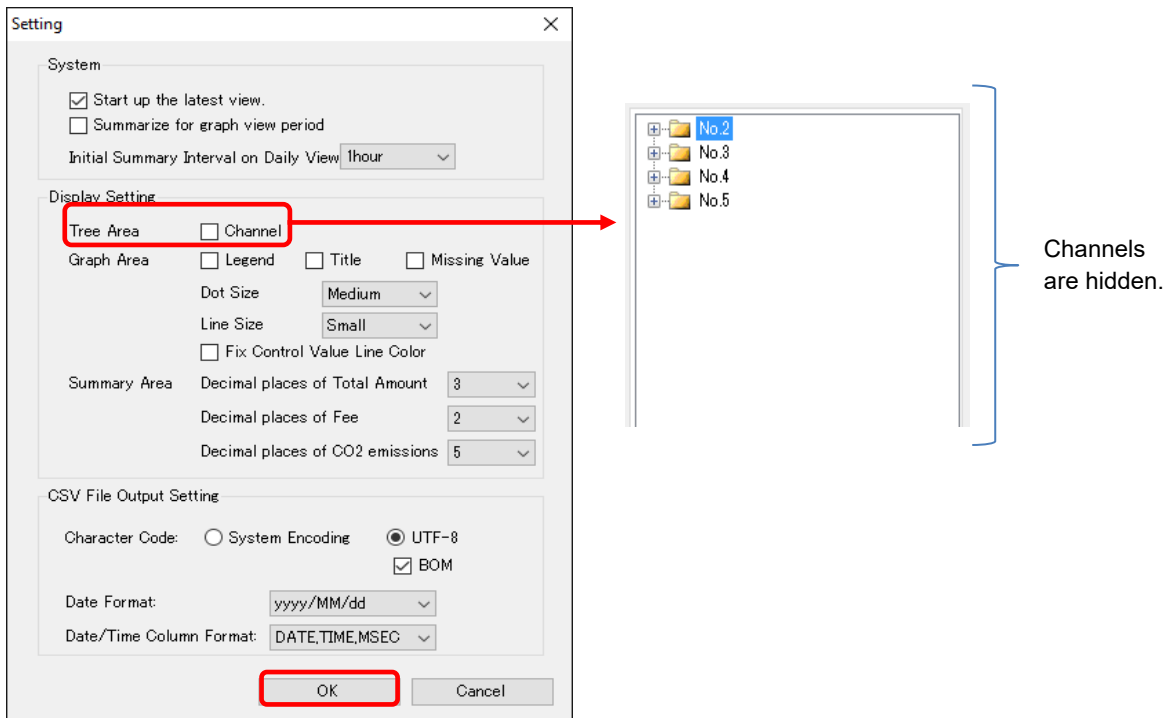 Setting
System
Start up the latest view.
Summarize for graph view period
Initial Summary Interval on Daily View 1hour
Display Setting
Tree Area Channel
Graph Area Legend Title Missing Value
Dot Size Medium
Line Size Small
Fix Control Value Line Color
Summary Area Decimal places of Total Amount 3
Decimal places of Fee 2
Decimal places of CO2 emissions 5
CSV File Output Setting
Character Code: System Encoding UTF-8
BOM
Date Format: yyyy/MM/dd
Date/Time Column Format: DATE,TIME,MSEC
OK Cancel
No.2
No.3
No.4
No.5
Channels
are hidden.